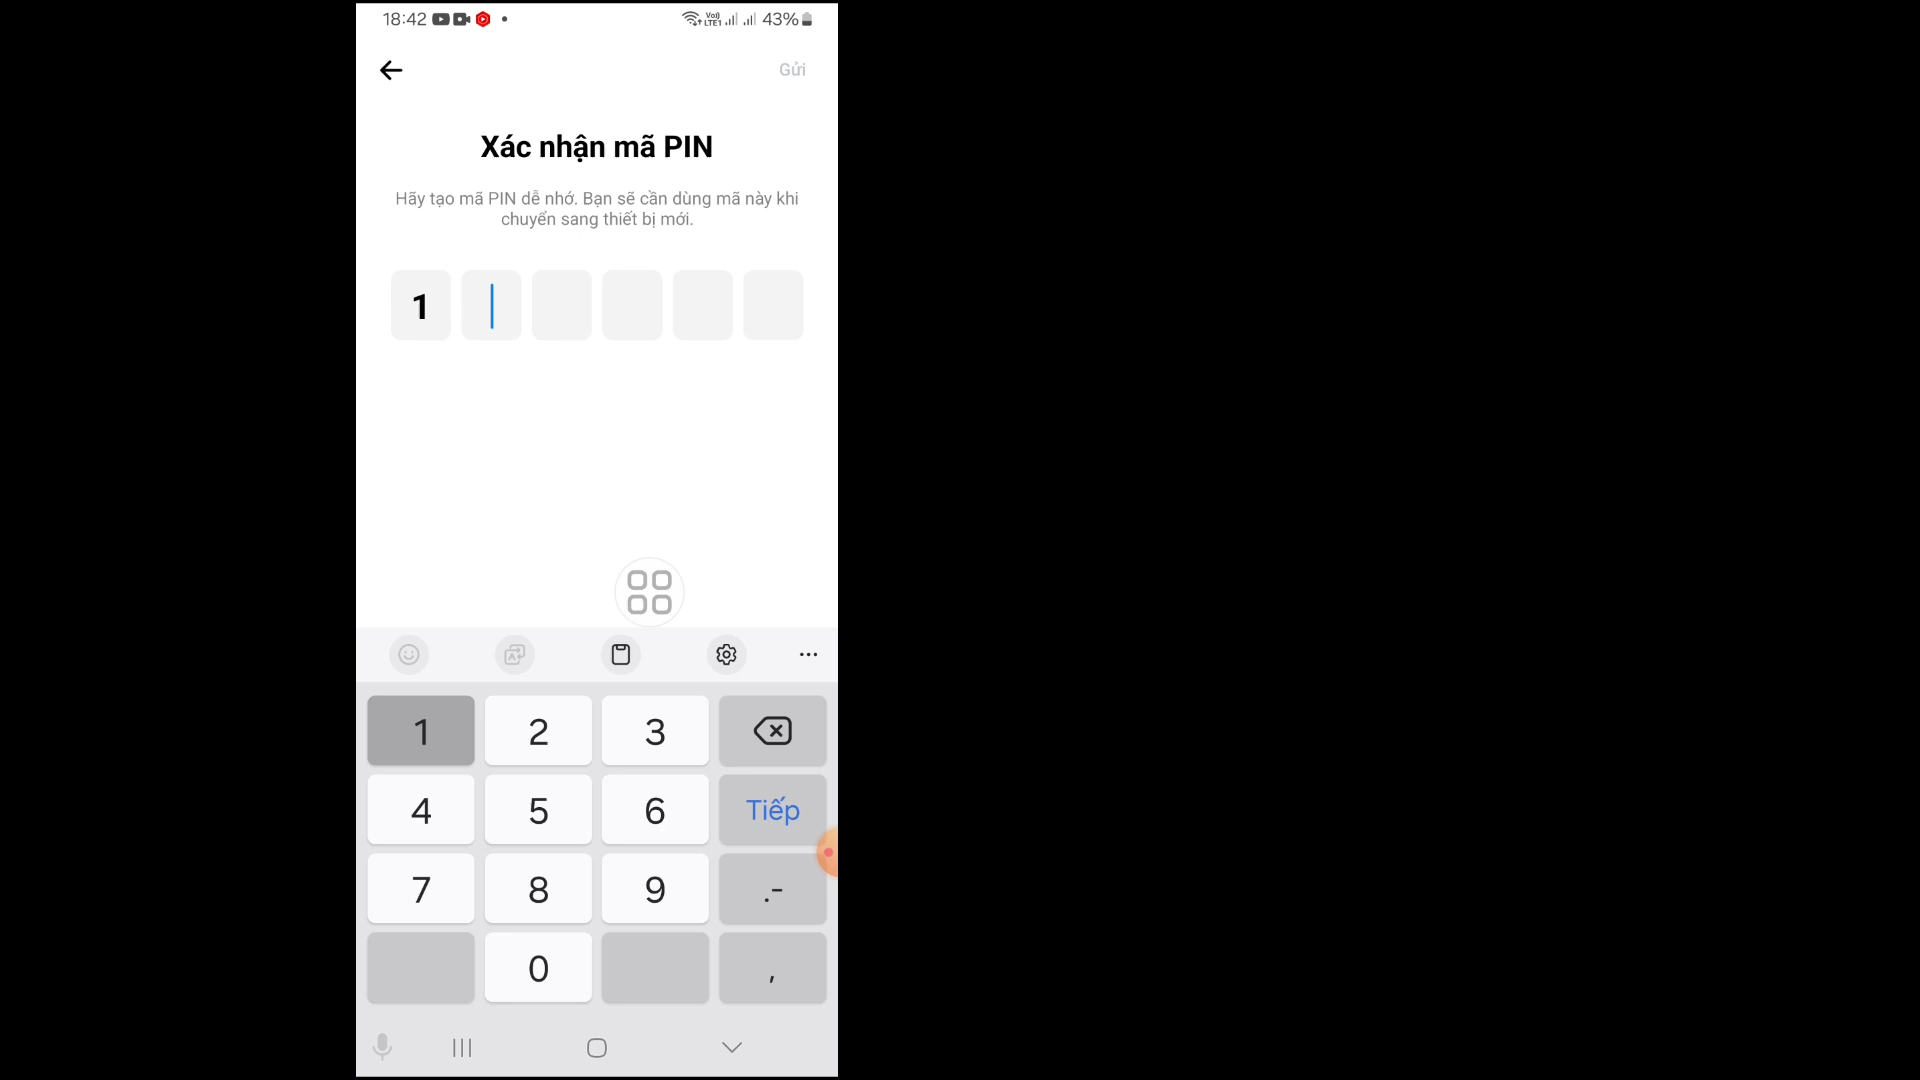 18:42
Vo)) LTE1
43%
Gửi
Xác nhận mã PIN
Hãy tạo mã PIN dễ nhớ. Bạn sẽ cần dùng mã này khi
chuyển sang thiết bị mới.
1
1 2 3
4 5 6 Tiếp
7 8 9 .-
0 ,